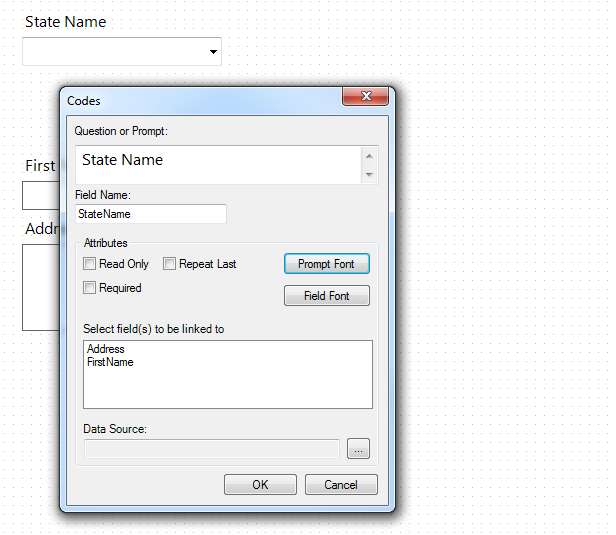 State Name
Codes
Question or Prompt:
State Name
First
Field Name:
StateName
Addr
Attributes
Read Only
Repeat Last
Prompt Font
Required
Field Font
Select field(s) to be linked to
Address
FirstName
Data Source:
...
OK
Cancel